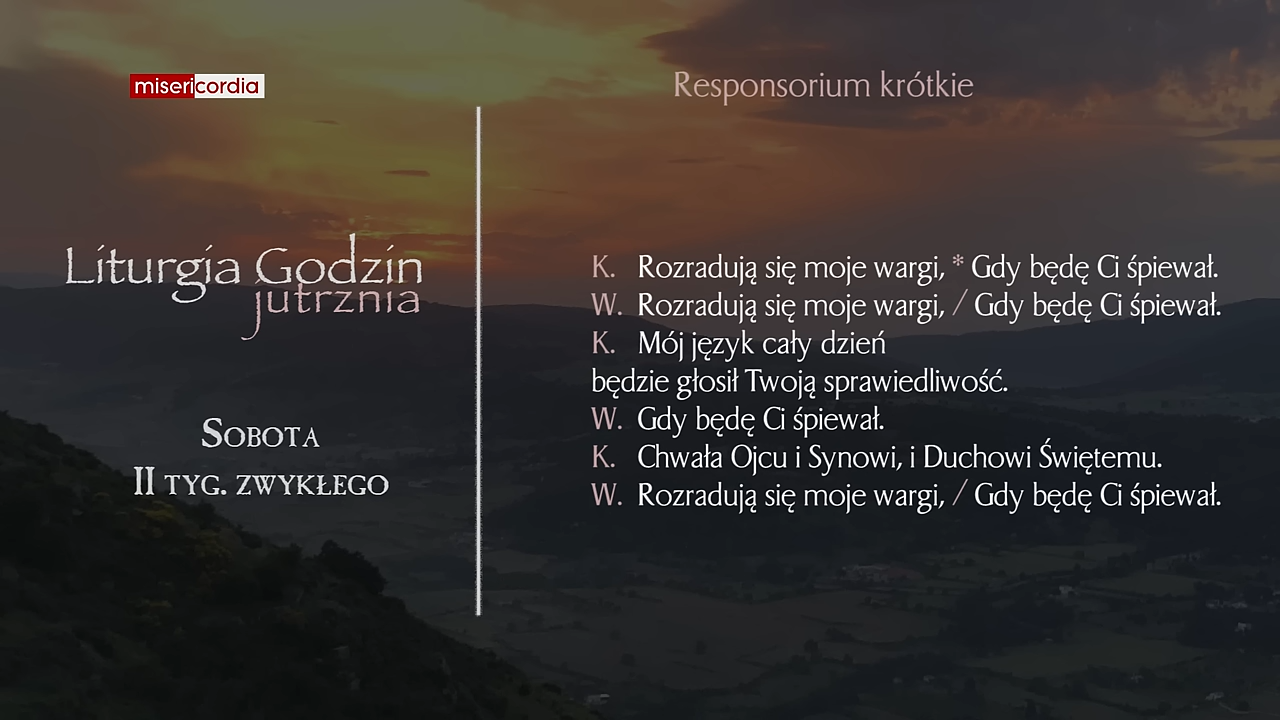 misericordia
Liturgia Godzin
jutrznia
Sobota
II tyg. zwykłego
Responsorium krótkie
K. Rozradują się moje wargi, * Gdy będę Ci śpiewał.
W. Rozradują się moje wargi, / Gdy będę Ci śpiewał.
K. Mój język cały dzień
będzie głosił Twoją sprawiedliwość.
W. Gdy będę Ci śpiewał.
K. Chwała Ojcu i Synowi, i Duchowi Świętemu.
W. Rozradują się moje wargi, / Gdy będę Ci śpiewał.